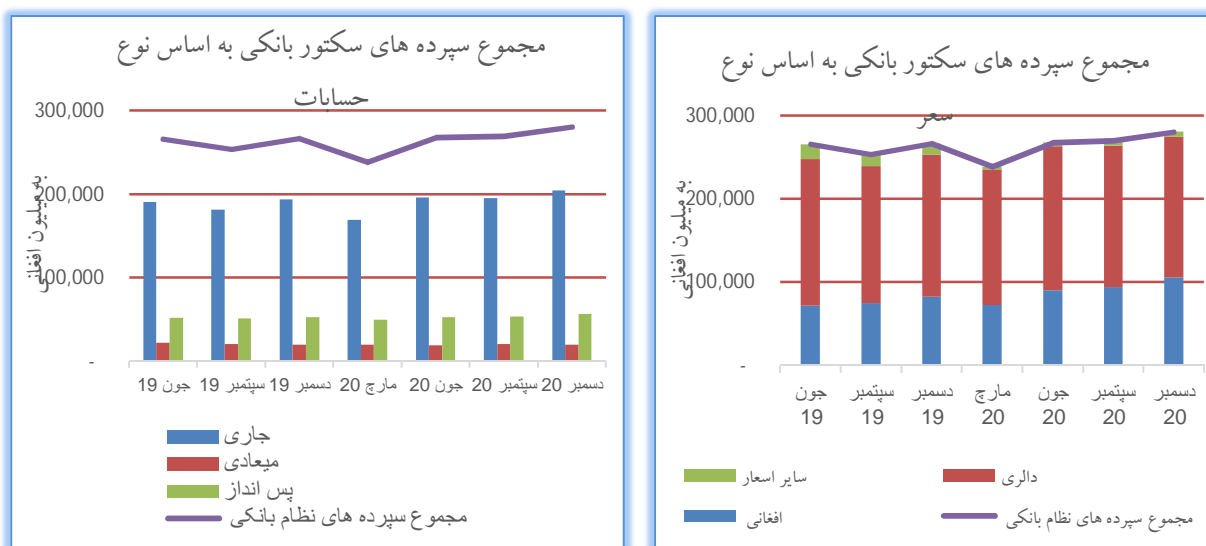 مجموع سپرده های سکتور بانکی به اساس نوع
حسابات
300,000
200,000
100,000
-
به میلیون افغانی
جون 19
سپتمبر 19
دسمبر 19
مارچ 20
جون 20
سپتمبر 20
دسمبر 20
جاری
میعادی
پس انداز
مجموع سپرده های نظام بانکی
مجموع سپرده های سکتور بانکی به اساس نوع
سعر
300,000
200,000
100,000
-
به میلیون افغانی
جون
19
سپتمبر
19
دسمبر
19
مارچ
20
جون
20
سپتمبر
20
دسمبر
20
سایر اسعار
دالری
افغانی
مجموع سپرده های نظام بانکی